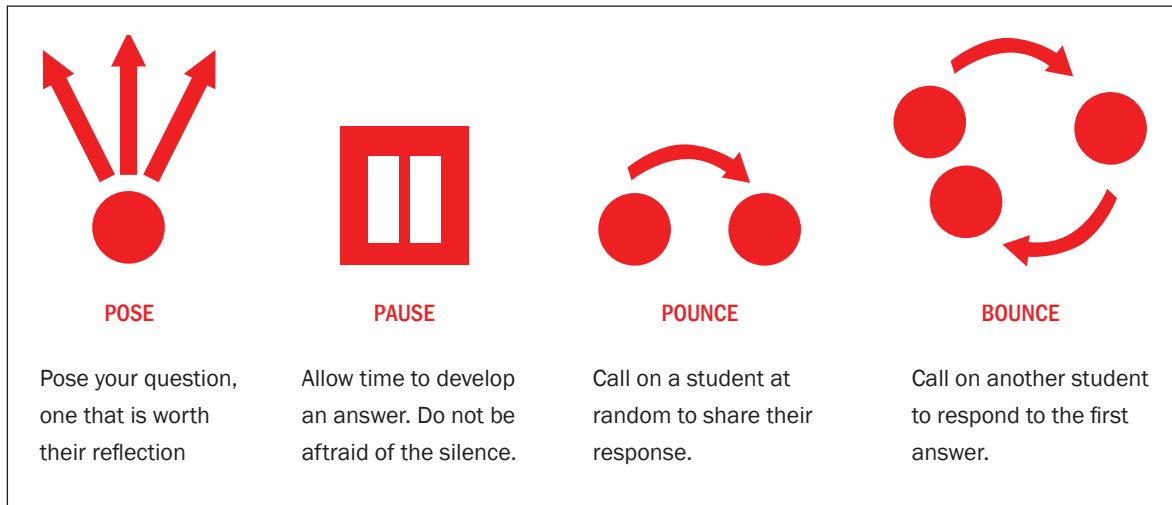 POSE
Pose your question,
one that is worth
their reflection
PAUSE
Allow time to develop
an answer. Do not be
aftraid of the silence.
POUNCE
Call on a student at
random to share their
response.
BOUNCE
Call on another student
to respond to the first
answer.